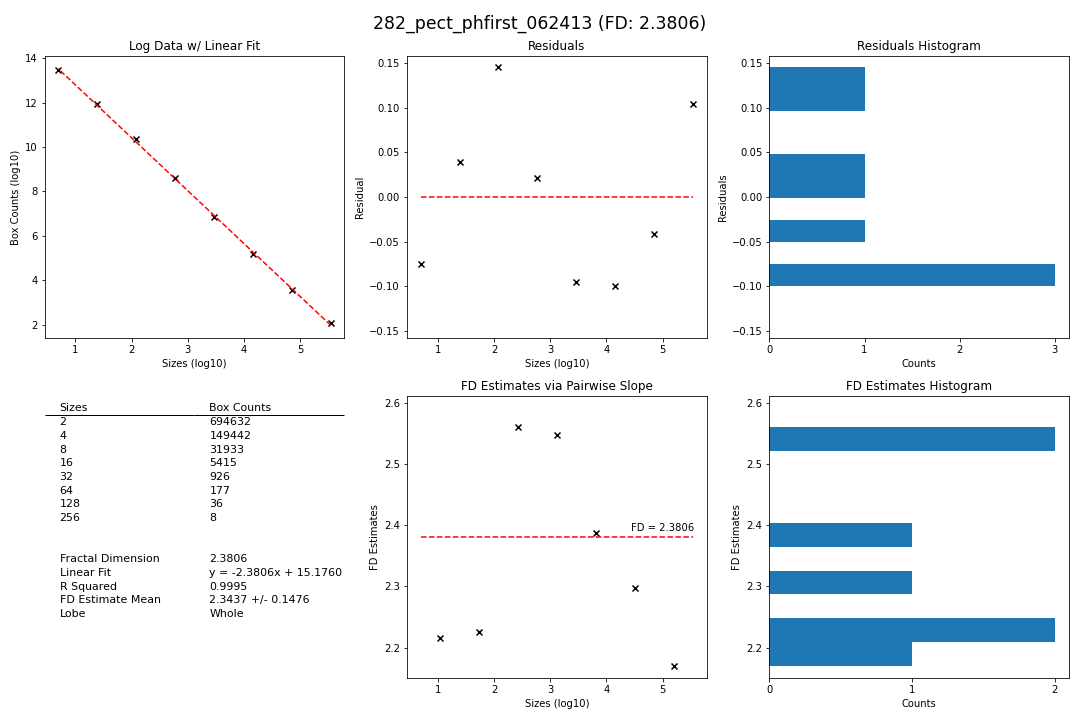 282_pect_phfirst_062413 (FD: 2.3806)
Log Data w/ Linear Fit
14
12
10
8
6
4
2
Box Counts (log10)
1 2 3 4 5
Sizes (log10)
Residuals
0.15
0.10
0.05
0.00
−0.05
−0.10
−0.15
Residual
1 2 3 4 5
Sizes (log10)
Residuals Histogram
0.15
0.10
0.05
0.00
−0.05
−0.10
−0.15
Residuals
0 1 2 3
Counts
Sizes Box Counts
2 694632
4 149442
8 31933
16 5415
32 926
64 177
128 36
256 8
Fractal Dimension 2.3806
Linear Fit y = -2.3806x + 15.1760
R Squared 0.9995
FD Estimate Mean 2.3437 +/- 0.1476
Lobe Whole
FD Estimates via Pairwise Slope
2.6
2.5
2.4
2.3
2.2
FD Estimates
FD = 2.3806
1 2 3 4 5
Sizes (log10)
FD Estimates Histogram
2.6
2.5
2.4
2.3
2.2
FD Estimates
0 1 2
Counts